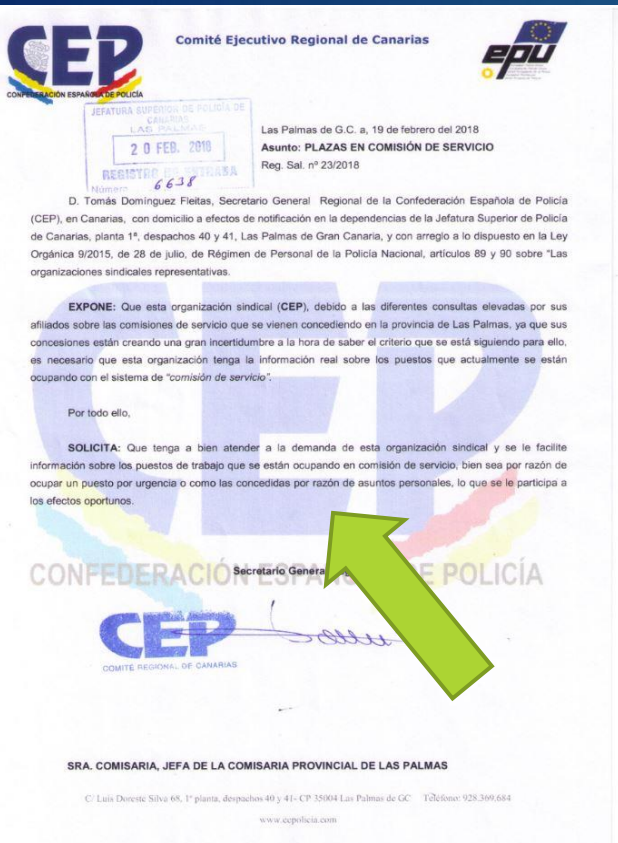 CEP
CONFEDERACIÓN ESPAÑOLA DE POLICÍA
Comité Ejecutivo Regional de Canarias
epu
JEFATURA SUPERIOR DE POLICÍA DE
CANARIAS
LAS PALMAS
20 FEB. 2018
REGISTRO DE ENTRADA
Número 6638
Las Palmas de G.C. a, 19 de febrero del 2018
Asunto: PLAZAS EN COMISIÓN DE SERVICIO
Reg. Sal. nº 23/2018
D. Tomás Domínguez Fleitas, Secretario General Regional de la Confederación Española de Policía
(CEP), en Canarias, con domicilio a efectos de notificación en la dependencias de la Jefatura Superior de Policía
de Canarias, planta 1ª, despachos 40 y 41, Las Palmas de Gran Canaria, y con arreglo a lo dispuesto en la Ley
Orgánica 9/2015, de 28 de julio, de Régimen de Personal de la Policía Nacional, artículos 89 y 90 sobre "Las
organizaciones sindicales representativas.
EXPONE: Que esta organización sindical (CEP), debido a las diferentes consultas elevadas por sus
afiliados sobre las comisiones de servicio que se vienen concediendo en la provincia de Las Palmas, ya que sus
concesiones están creando una gran incertidumbre a la hora de saber el criterio que se está siguiendo para ello,
es necesario que esta organización tenga la información real sobre los puestos que actualmente se están
ocupando con el sistema de "comisión de servicio".
Por todo ello,
SOLICITA: Que tenga a bien atender a la demanda de esta organización sindical y se le facilite
información sobre los puestos de trabajo que se están ocupando en comisión de servicio, bien sea por razón de
ocupar un puesto por urgencia o como las concedidas por razón de asuntos personales, lo que se le participa a
los efectos oportunos.
CEP
CONFEDERACIÓN ESPA DE POLICÍA
Secretario Genera
CEP
COMITÉ REGIONAL DE CANARIAS
SRA. COMISARIA, JEFA DE LA COMISARIA PROVINCIAL DE LAS PALMAS
C/ Luis Doreste Silva 68, 1ª planta, despachos 40 y 41- CP 35004 Las Palmas de GC Teléfono: 928.369.684
www.cepolicia.com